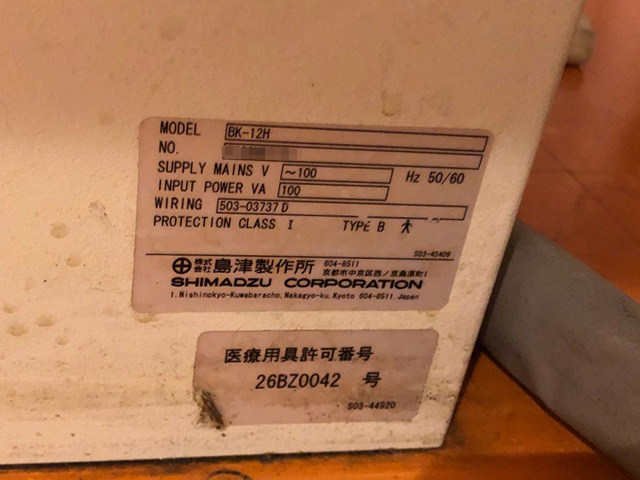 MODEL BK-12H
NO.
SUPPLY MAINS V ~100 Hz 50/60
INPUT POWER VA 100
WIRING 503-03737D
PROTECTION CLASS I TYPE B
503-45409
株式会社 島津製作所 604-8511
京都市中京区西ノ京桑原町1
SHIMADZU CORPORATION
1.Nishinokyo-Kuwabaracho,Nakagyo-ku,Kyoto 604-8511.Japan
医療用具許可番号
26BZ0042 号
503-44920